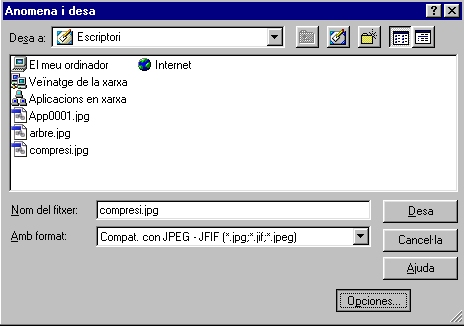 Anomena i desa
Desa a: Escriptori
El meu ordinador Internet
Veïnatge de la xarxa
Aplicacions en xarxa
App0001.jpg
arbre.jpg
compresi.jpg
Nom del fitxer: compresi.jpg Desa
Amb format: Compat. con JPEG - JFIF (*.jpg;*.jif;*.jpeg) Cancel·la
Ajuda
Opciones...